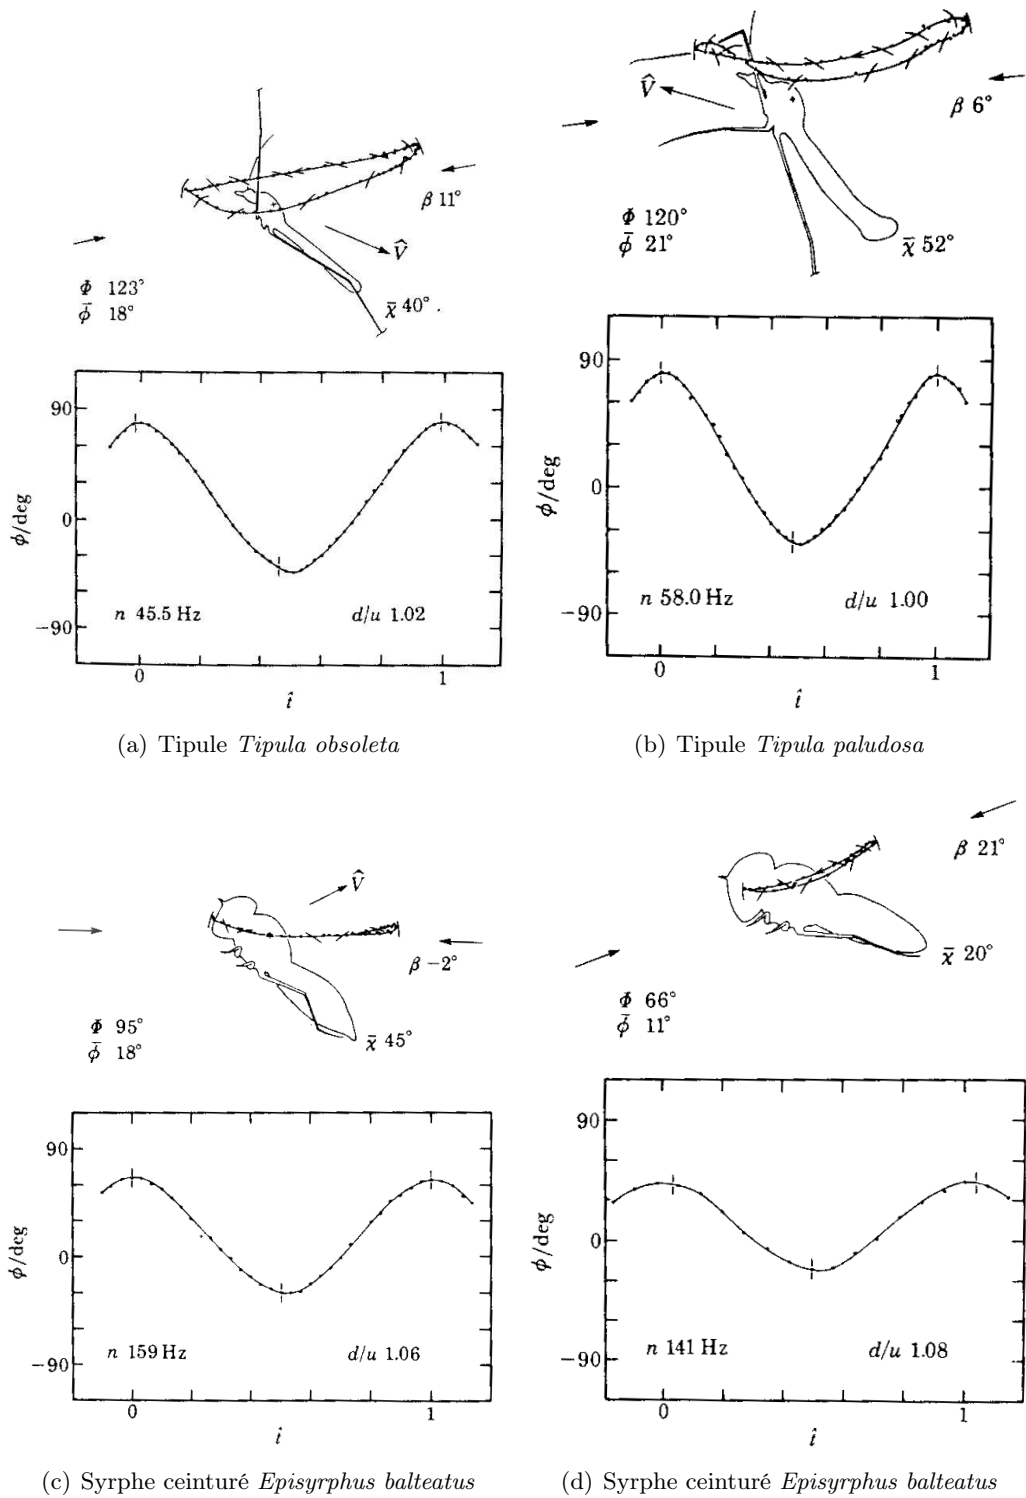 V̂
β 11°
Φ 123°
ϕ̄ 18°
χ̄ 40°
90
0
−90
ϕ/deg
n 45.5 Hz d/u 1.02
0 1
t̂
(a) Tipule Tipula obsoleta
V̂
β 6°
Φ 120°
ϕ̄ 21°
χ̄ 52°
90
0
−90
ϕ/deg
n 58.0 Hz d/u 1.00
0 1
t̂
(b) Tipule Tipula paludosa
V̂
β −2°
Φ 95°
ϕ̄ 18°
χ̄ 45°
90
0
−90
ϕ/deg
n 159 Hz d/u 1.06
0 1
t̂
(c) Syrphe ceinturé Episyrphus balteatus
β 21°
χ̄ 20°
Φ 66°
ϕ̄ 11°
90
0
−90
ϕ/deg
n 141 Hz d/u 1.08
0 1
t̂
(d) Syrphe ceinturé Episyrphus balteatus